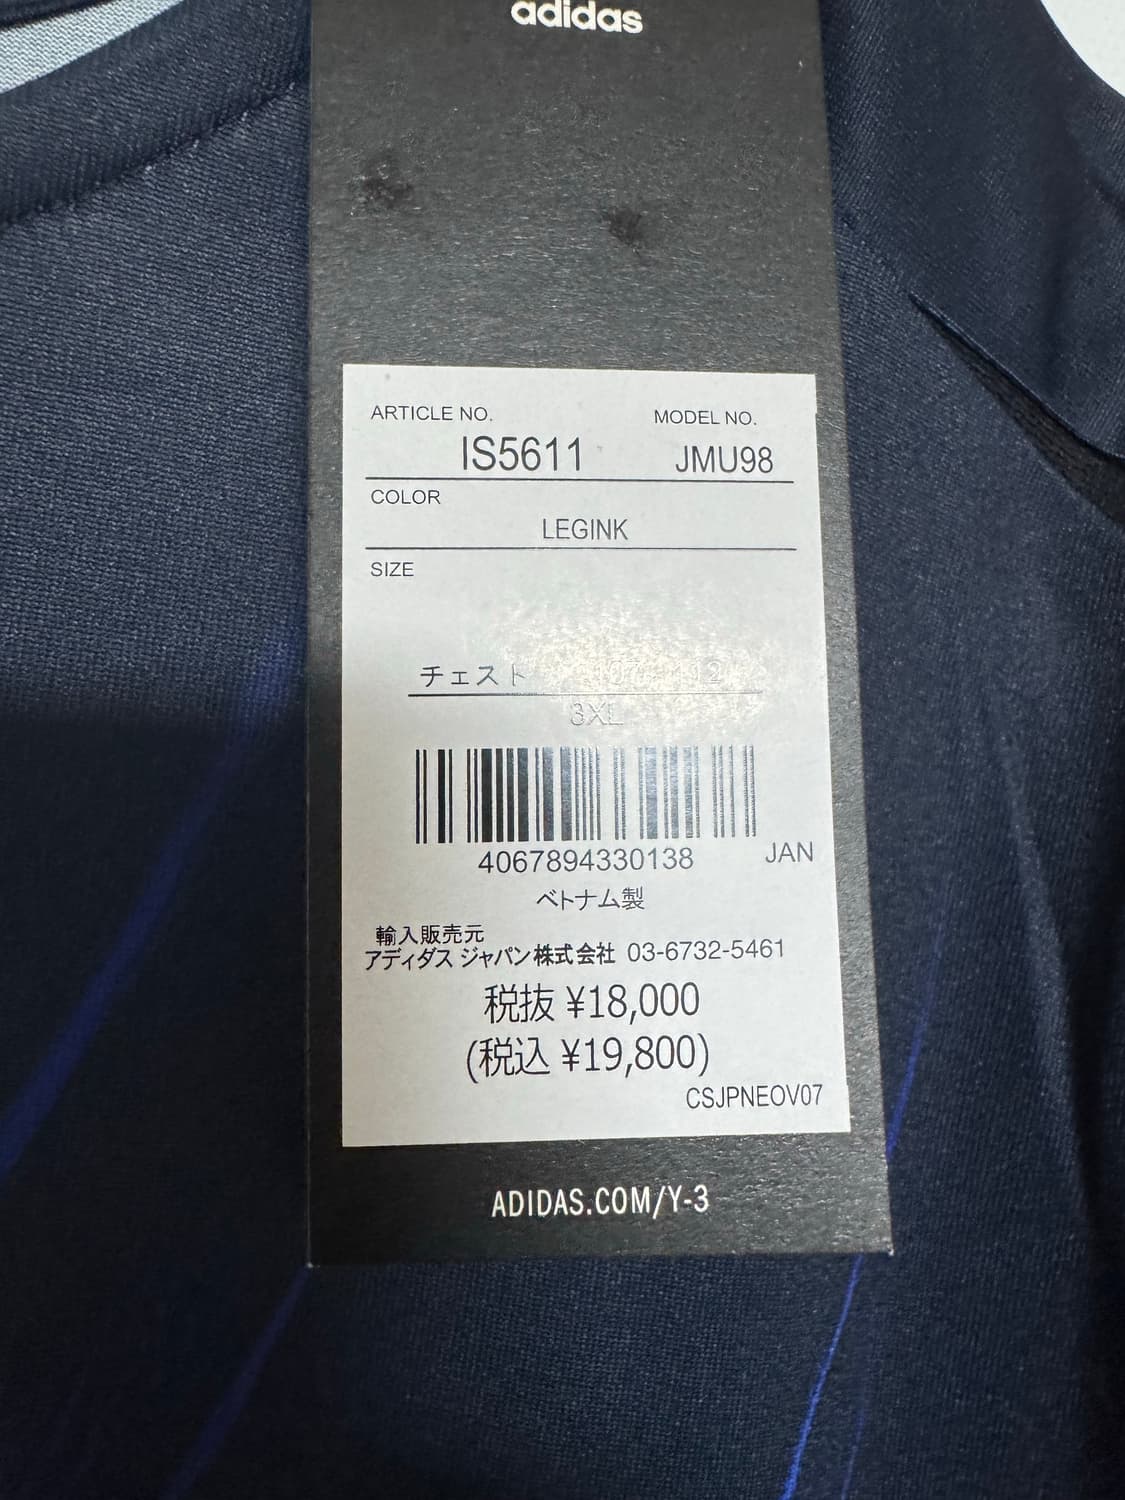 adidas
ARTICLE NO. MODEL NO.
IS5611 JMU98
COLOR
LEGINK
SIZE
チェスト 112
3XL
4067894330138 JAN
ベトナム製
輸入販売元
アディダス ジャパン株式会社 03-6732-5461
税抜 ¥18,000
(税込 ¥19,800)
CSJPNEOV07
ADIDAS.COM/Y-3